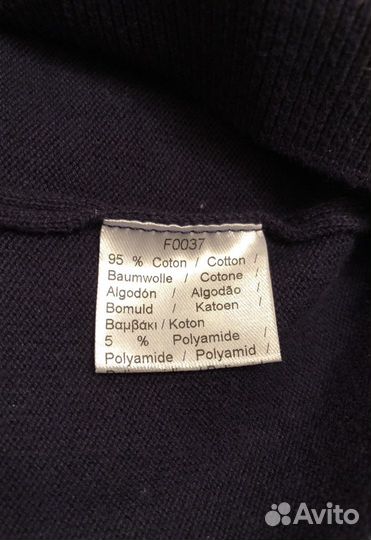 F0037
95 % Coton / Cotton /
Baumwolle / Cotone /
Algodón / Algodão /
Bomuld / Katoen /
Βαμβάκι / Koton
5 % Polyamide /
Polyamide / Polyamid /
Avito